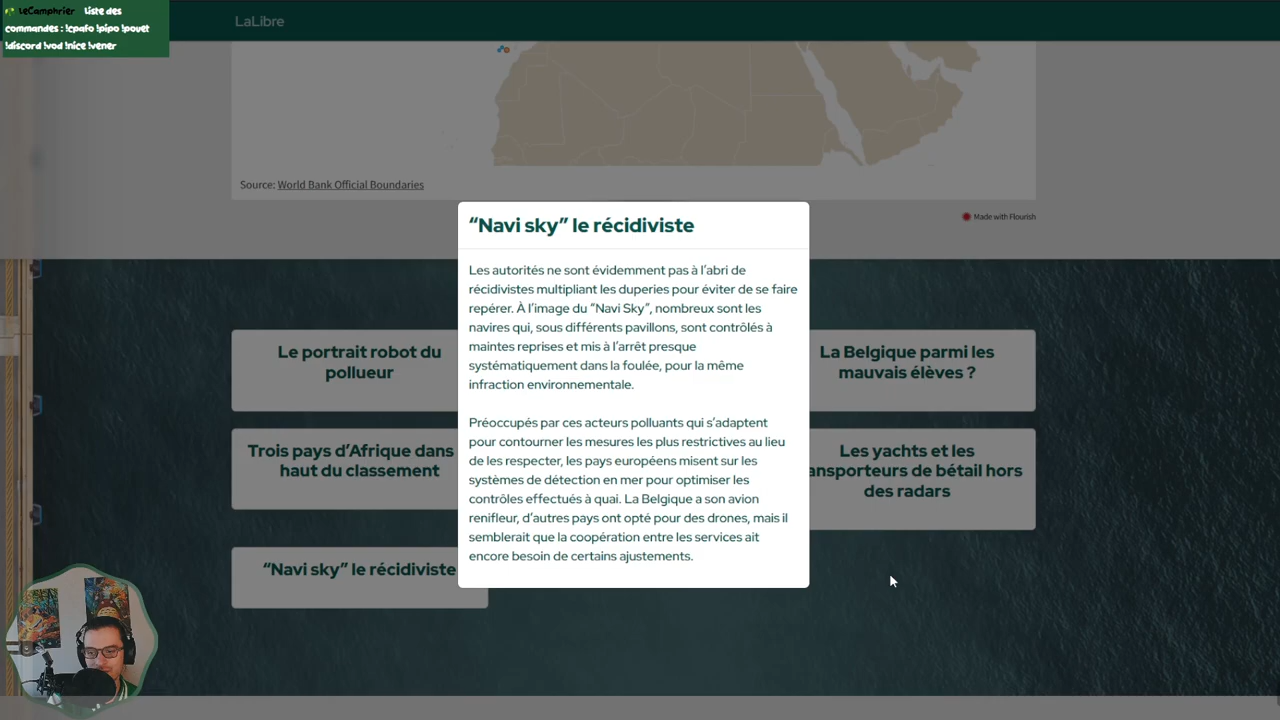 LeCamphrier Liste des
commandes : !cpafo !pipo !pouet
!discord !vod !nice !vener
LaLibre
Source: World Bank Official Boundaries
Made with Flourish
“Navi sky” le récidiviste
Les autorités ne sont évidemment pas à l’abri de
récidivistes multipliant les duperies pour éviter de se faire
repérer. À l’image du “Navi Sky”, nombreux sont les
navires qui, sous différents pavillons, sont contrôlés à
maintes reprises et mis à l’arrêt presque
systématiquement dans la foulée, pour la même
infraction environnementale.
Préoccupés par ces acteurs polluants qui s’adaptent
pour contourner les mesures les plus restrictives au lieu
de les respecter, les pays européens misent sur les
systèmes de détection en mer pour optimiser les
contrôles effectués à quai. La Belgique a son avion
renifleur, d’autres pays ont opté pour des drones, mais il
semblerait que la coopération entre les services ait
encore besoin de certains ajustements.
Le portrait robot du
pollueur
La Belgique parmi les
mauvais élèves ?
Trois pays d’Afrique dans
haut du classement
Les yachts et les
ansporteurs de bétail hors
des radars
“Navi sky” le récidiviste